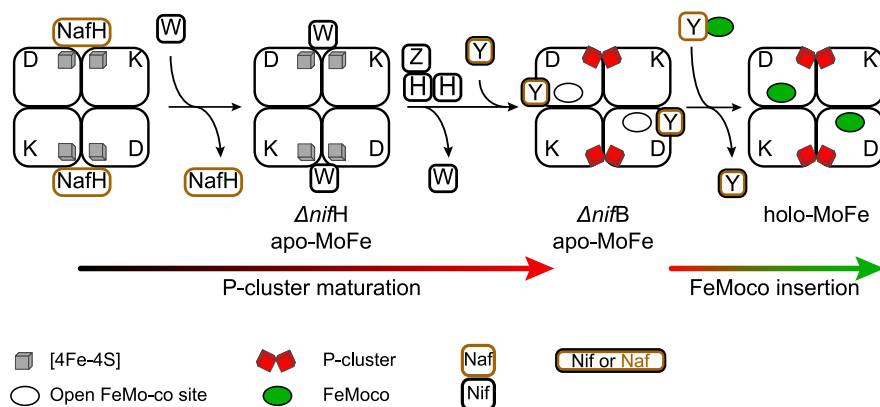 NafH
W
W
Z
H H
Y
Y
D K
D K
D K
D K
Y
Y
K D
K D
K D
K D
NafH
NafH
W
W
Y
ΔnifH
apo-MoFe
ΔnifB
apo-MoFe
holo-MoFe
P-cluster maturation
FeMoco insertion
[4Fe-4S]
P-cluster
Naf
Nif or Naf
Open FeMo-co site
FeMoco
Nif